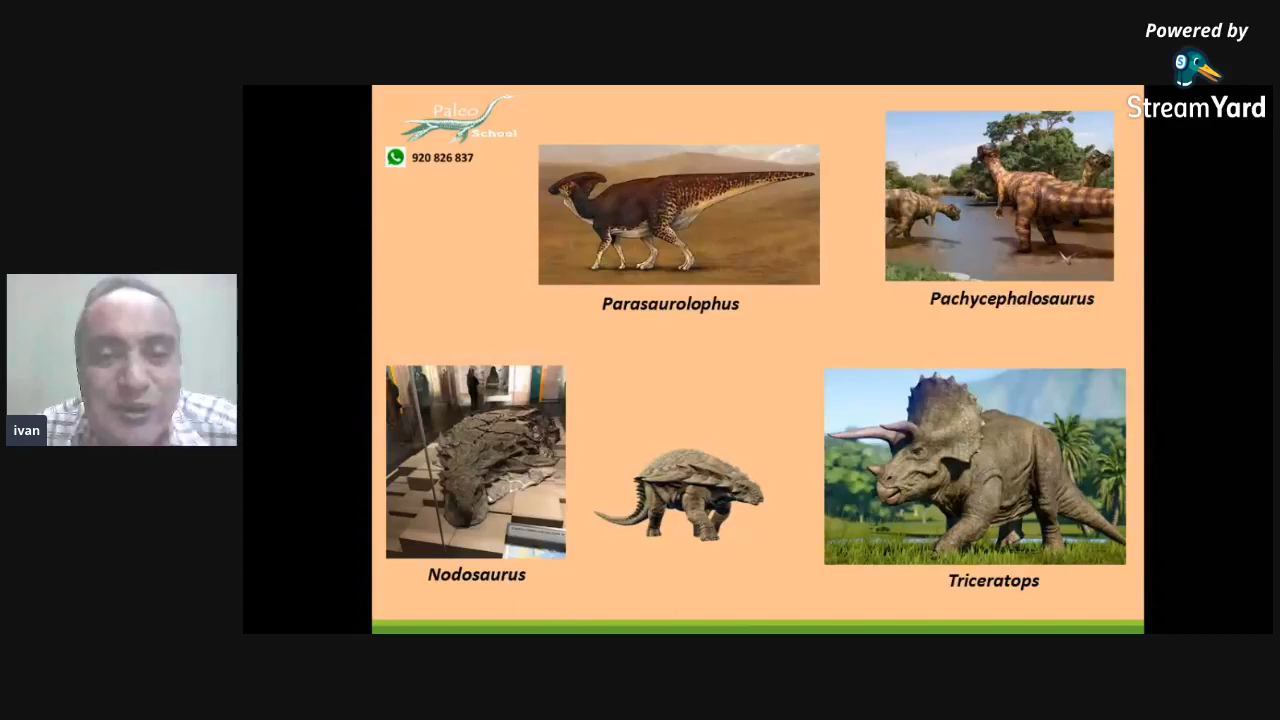 Powered by
StreamYard
Paleo
School
920 826 837
Parasaurolophus
Pachycephalosaurus
ivan
Nodosaurus
Triceratops